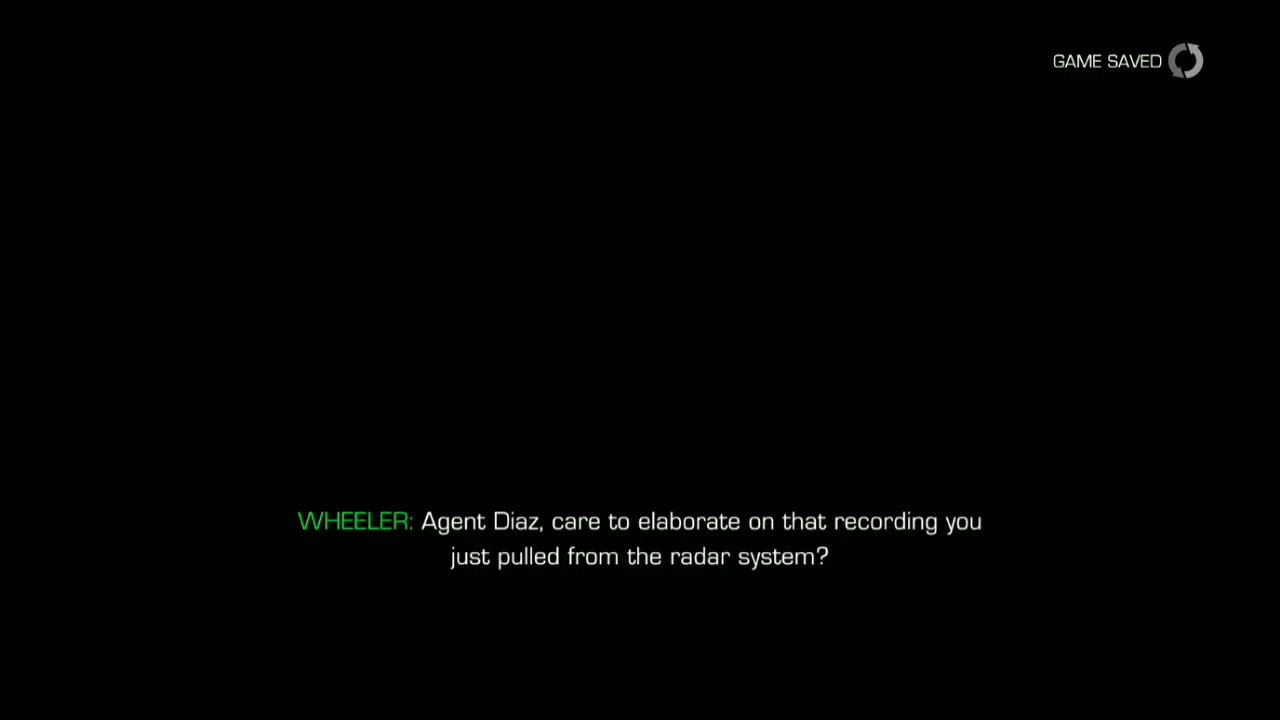 GAME SAVED
WHEELER: Agent Diaz, care to elaborate on that recording you
just pulled from the radar system?